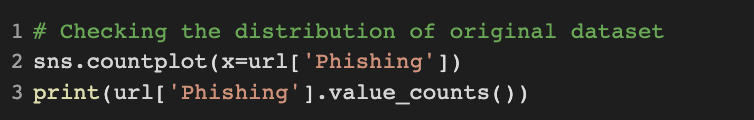 1 # Checking the distribution of original dataset
2 sns.countplot(x=url['Phishing'])
3 print(url['Phishing'].value_counts())